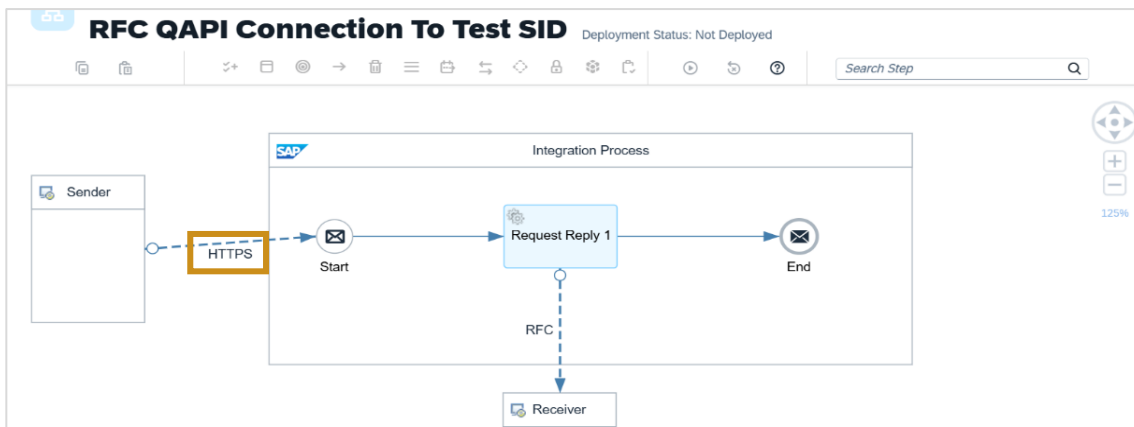 RFC QAPI Connection To Test SID Deployment Status: Not Deployed
Search Step
SAP Integration Process
Sender
125%
Request Reply 1
HTTPS
Start
End
RFC
Receiver